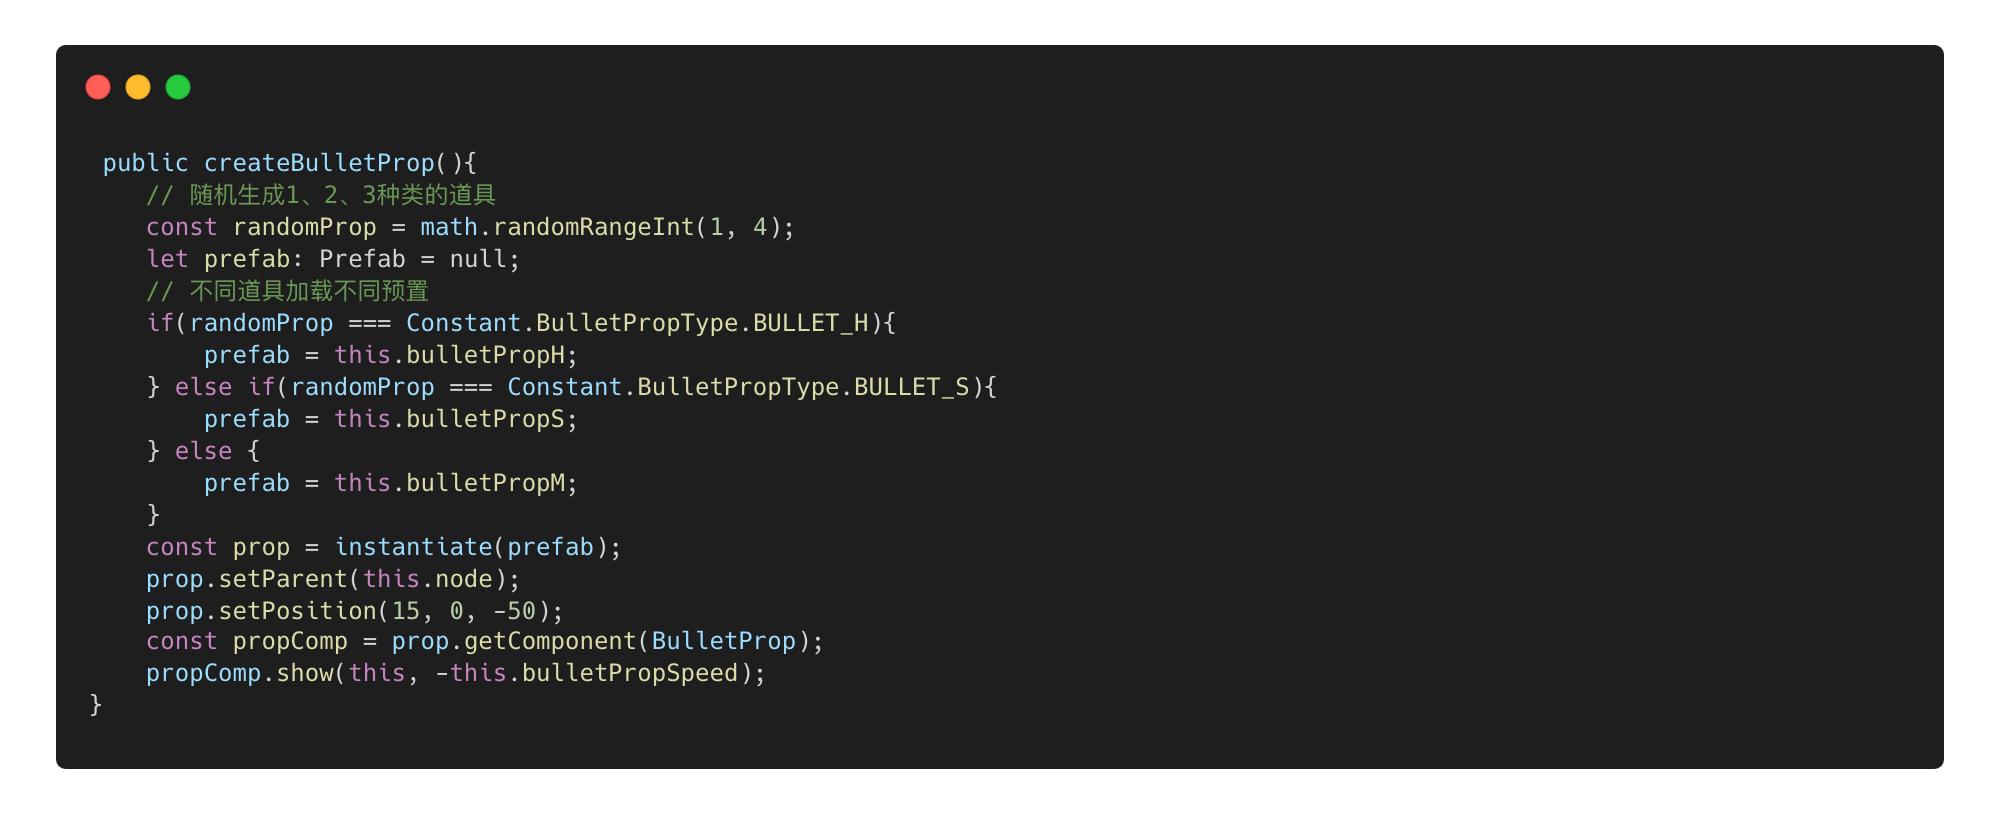 public createBulletProp(){
// 随机生成1、2、3种类的道具
const randomProp = math.randomRangeInt(1, 4);
let prefab: Prefab = null;
// 不同道具加载不同预置
if(randomProp === Constant.BulletPropType.BULLET_H){
prefab = this.bulletPropH;
} else if(randomProp === Constant.BulletPropType.BULLET_S){
prefab = this.bulletPropS;
} else {
prefab = this.bulletPropM;
}
const prop = instantiate(prefab);
prop.setParent(this.node);
prop.setPosition(15, 0, -50);
const propComp = prop.getComponent(BulletProp);
propComp.show(this, -this.bulletPropSpeed);
}